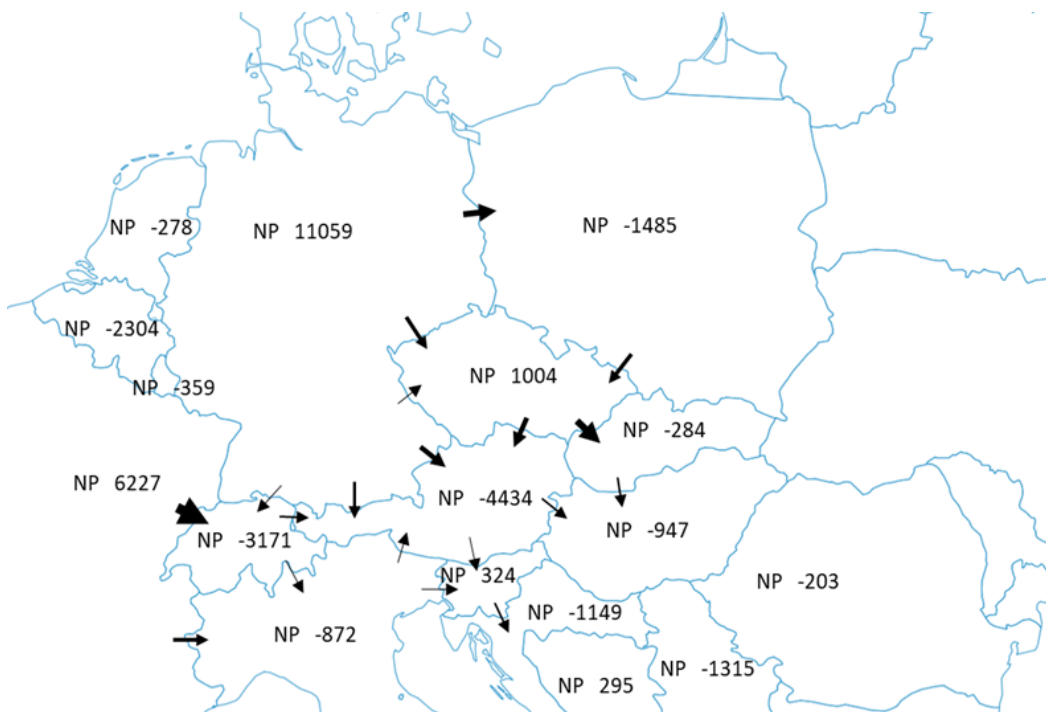 NP -278
NP 11059
NP -1485
NP -2304
NP -359
NP 1004
NP -284
NP 6227
NP -4434
NP -3171
NP -947
NP 324
NP -203
NP -1149
NP -872
NP -1315
NP 295